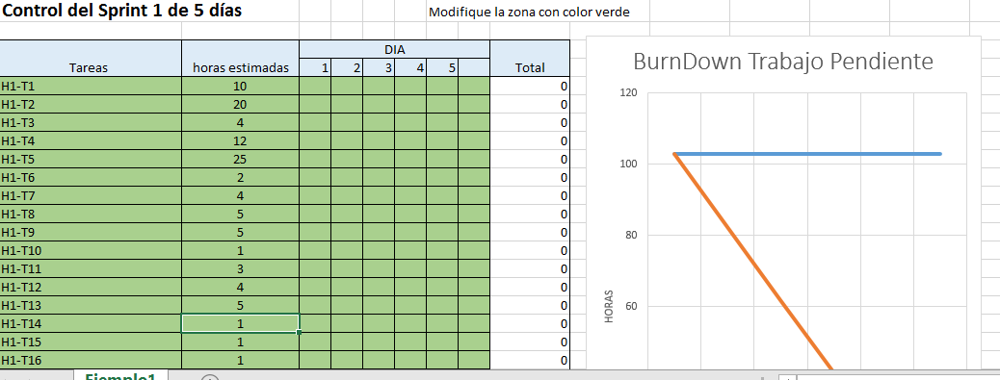 Control del Sprint 1 de 5 días
Modifique la zona con color verde
DIA
Tareas horas estimadas 1 2 3 4 5 Total
H1-T1 10 0
H1-T2 20 0
H1-T3 4 0
H1-T4 12 0
H1-T5 25 0
H1-T6 2 0
H1-T7 4 0
H1-T8 5 0
H1-T9 5 0
H1-T10 1 0
H1-T11 3 0
H1-T12 4 0
H1-T13 5 0
H1-T14 1 0
H1-T15 1 0
H1-T16 1 0
BurnDown Trabajo Pendiente
120
100
80
60
HORAS
Ejemplo1